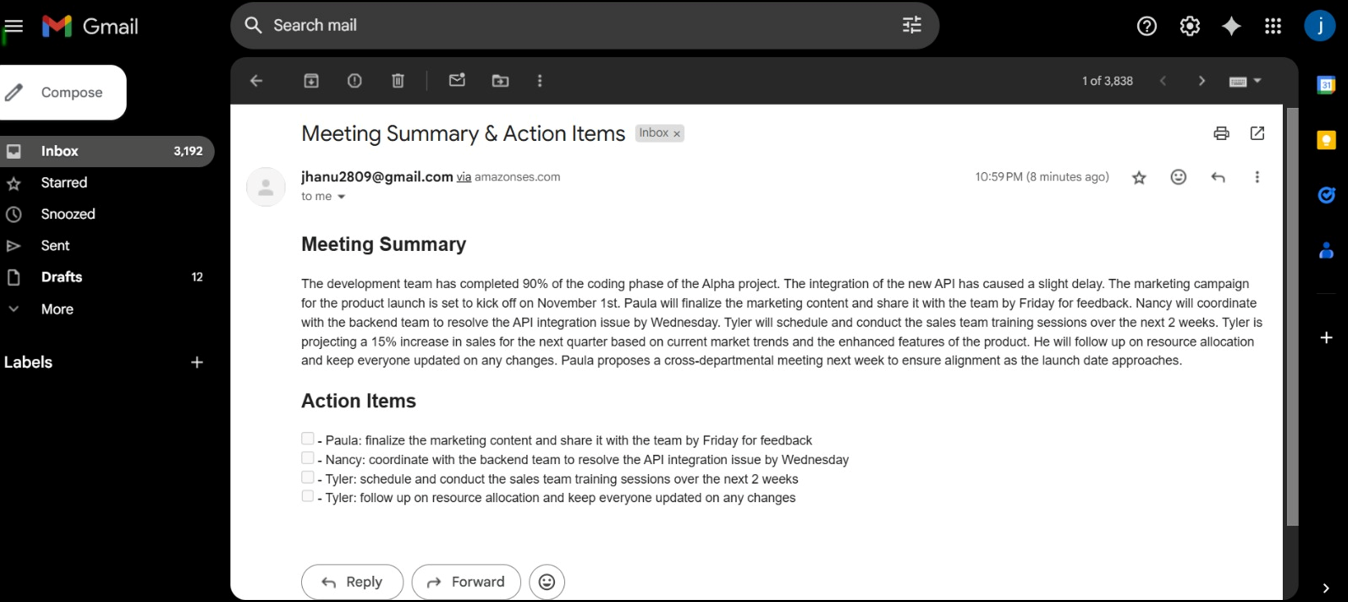 Gmail
Search mail
j
Compose
1 of 3,838
31
Inbox 3,192
Starred
Snoozed
Sent
Drafts 12
More
Labels +
Meeting Summary & Action Items Inbox ×
jhanu2809@gmail.com via amazonses.com 10:59 PM (8 minutes ago)
to me
Meeting Summary
The development team has completed 90% of the coding phase of the Alpha project. The integration of the new API has caused a slight delay. The marketing campaign
for the product launch is set to kick off on November 1st. Paula will finalize the marketing content and share it with the team by Friday for feedback. Nancy will coordinate
with the backend team to resolve the API integration issue by Wednesday. Tyler will schedule and conduct the sales team training sessions over the next 2 weeks. Tyler is
projecting a 15% increase in sales for the next quarter based on current market trends and the enhanced features of the product. He will follow up on resource allocation
and keep everyone updated on any changes. Paula proposes a cross-departmental meeting next week to ensure alignment as the launch date approaches.
Action Items
- Paula: finalize the marketing content and share it with the team by Friday for feedback
- Nancy: coordinate with the backend team to resolve the API integration issue by Wednesday
- Tyler: schedule and conduct the sales team training sessions over the next 2 weeks
- Tyler: follow up on resource allocation and keep everyone updated on any changes
Reply Forward